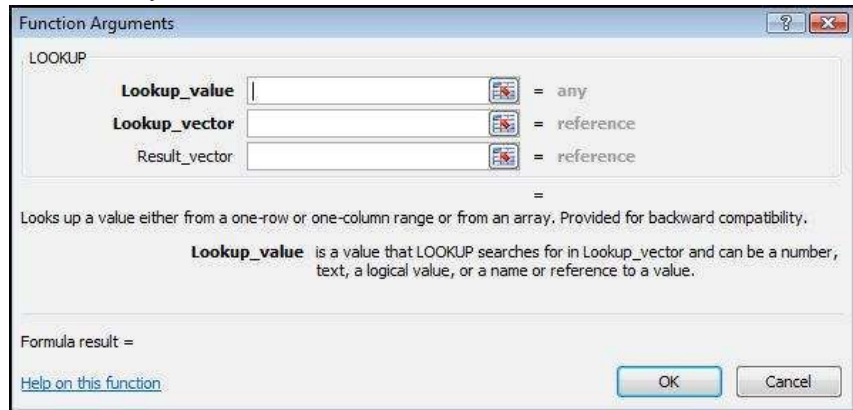 Function Arguments
LOOKUP
Lookup_value = any
Lookup_vector = reference
Result_vector = reference
=
Looks up a value either from a one-row or one-column range or from an array. Provided for backward compatibility.
Lookup_value is a value that LOOKUP searches for in Lookup_vector and can be a number,
text, a logical value, or a name or reference to a value.
Formula result =
Help on this function OK Cancel